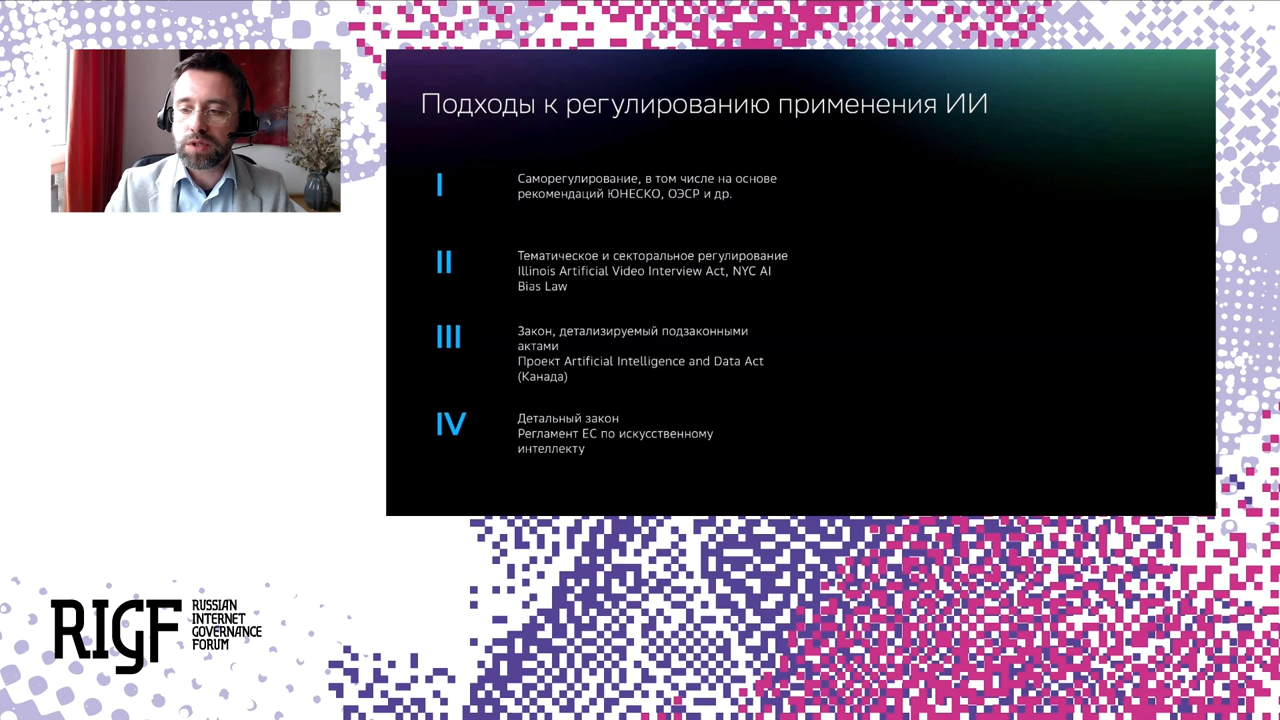 Подходы к регулированию применения ИИ
I
Саморегулирование, в том числе на основе
рекомендаций ЮНЕСКО, ОЭСР и др.
II
Тематическое и секторальное регулирование
Illinois Artificial Video Interview Act, NYC AI
Bias Law
III
Закон, детализируемый подзаконными
актами
Проект Artificial Intelligence and Data Act
(Канада)
IV
Детальный закон
Регламент ЕС по искусственному
интеллекту
RIGF
RUSSIAN
INTERNET
GOVERNANCE
FORUM